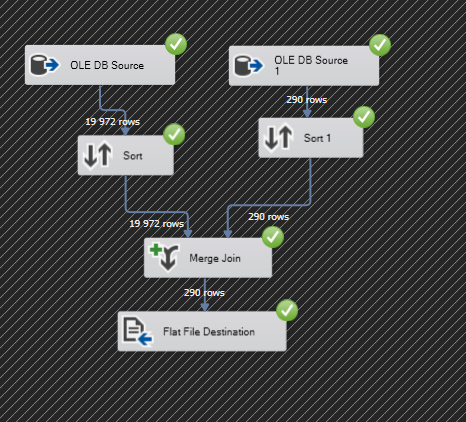 OLE DB Source
OLE DB Source
1
290 rows
19 972 rows
Sort
Sort 1
19 972 rows
290 rows
Merge Join
290 rows
Flat File Destination